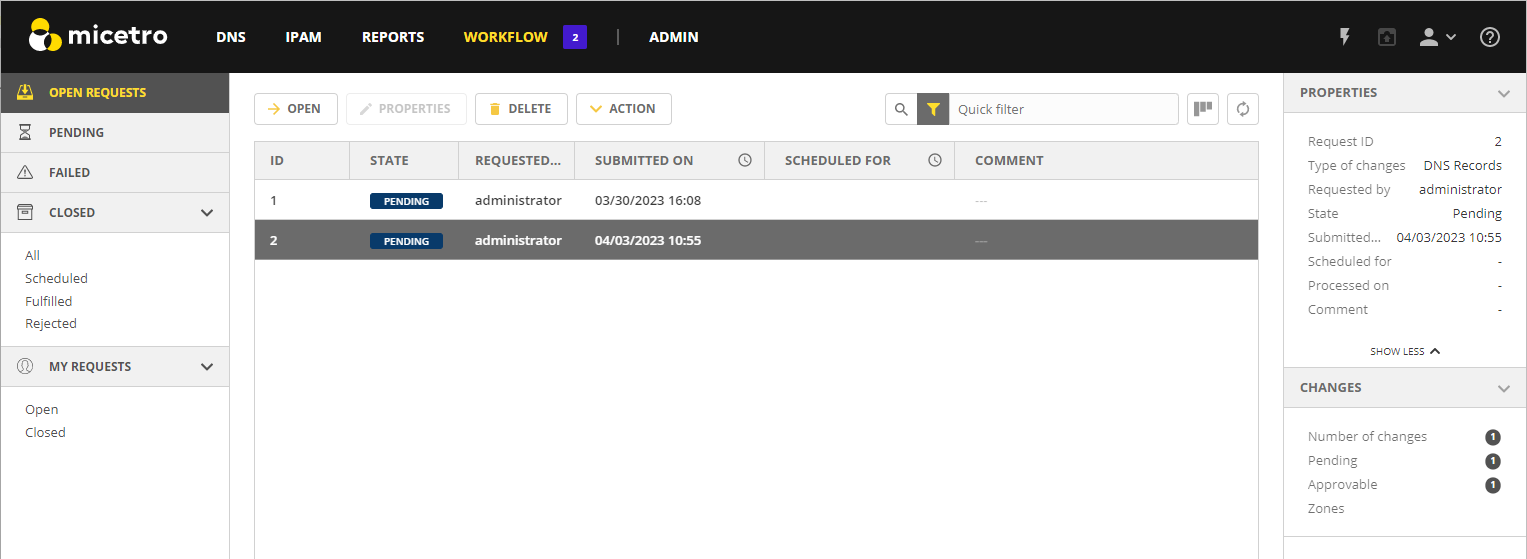 micetro DNS IPAM REPORTS WORKFLOW 2 | ADMIN
OPEN REQUESTS
PENDING
FAILED
CLOSED
All
Scheduled
Fulfilled
Rejected
MY REQUESTS
Open
Closed
OPEN PROPERTIES DELETE ACTION Quick filter
ID STATE REQUESTED... SUBMITTED ON SCHEDULED FOR COMMENT
1 PENDING administrator 03/30/2023 16:08 ---
2 PENDING administrator 04/03/2023 10:55 ---
PROPERTIES
Request ID 2
Type of changes DNS Records
Requested by administrator
State Pending
Submitted... 04/03/2023 10:55
Scheduled for -
Processed on -
Comment -
SHOW LESS
CHANGES
Number of changes 1
Pending 1
Approvable 1
Zones